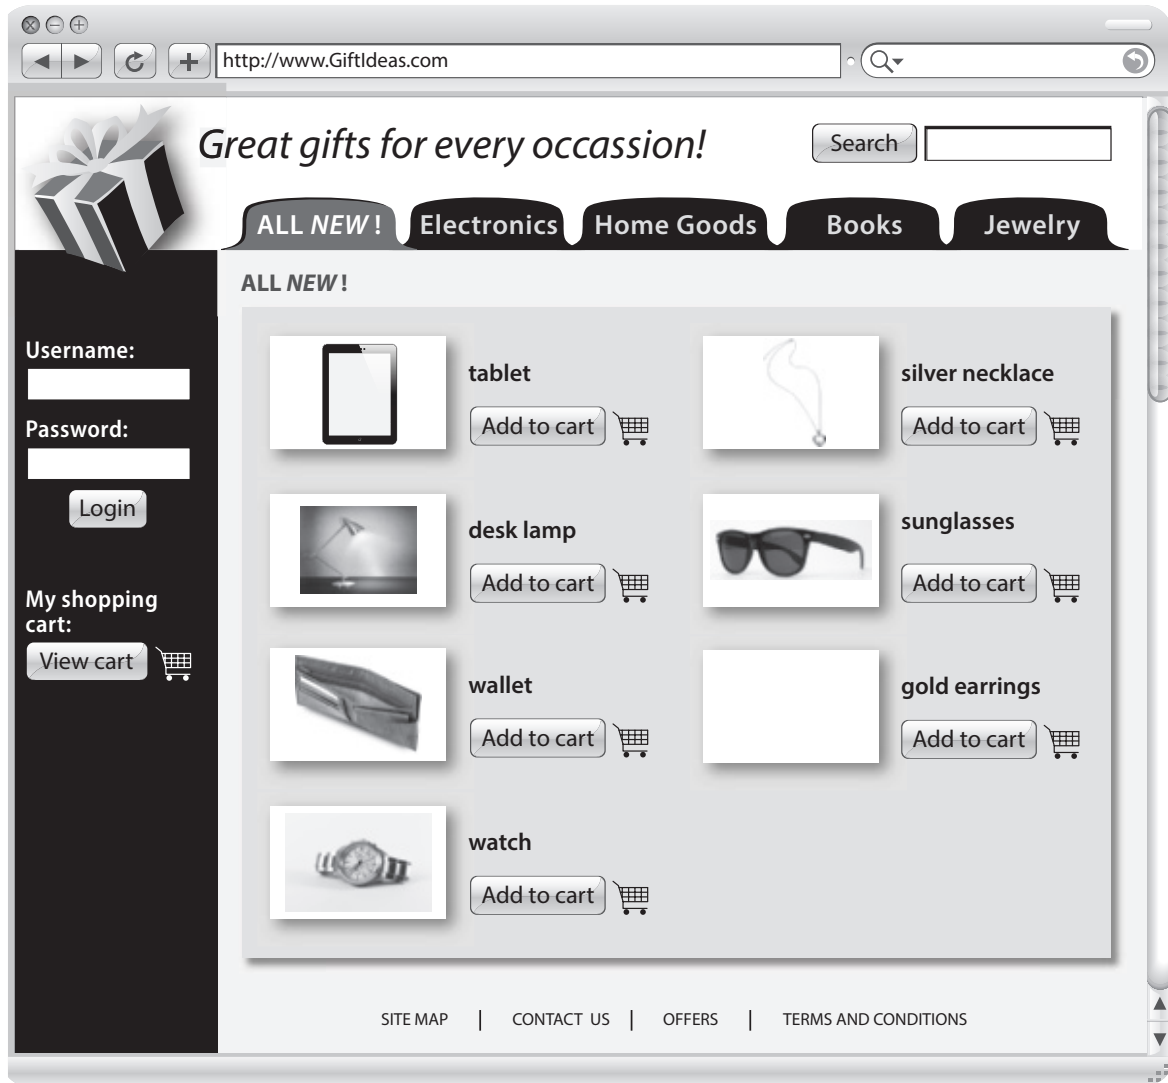 http://www.GiftIdeas.com
Great gifts for every occassion!
Search
ALL NEW !
Electronics
Home Goods
Books
Jewelry
ALL NEW !
Username:
Password:
Login
My shopping
cart:
View cart
tablet
Add to cart
silver necklace
Add to cart
desk lamp
Add to cart
sunglasses
Add to cart
wallet
Add to cart
gold earrings
Add to cart
watch
Add to cart
SITE MAP | CONTACT US | OFFERS | TERMS AND CONDITIONS